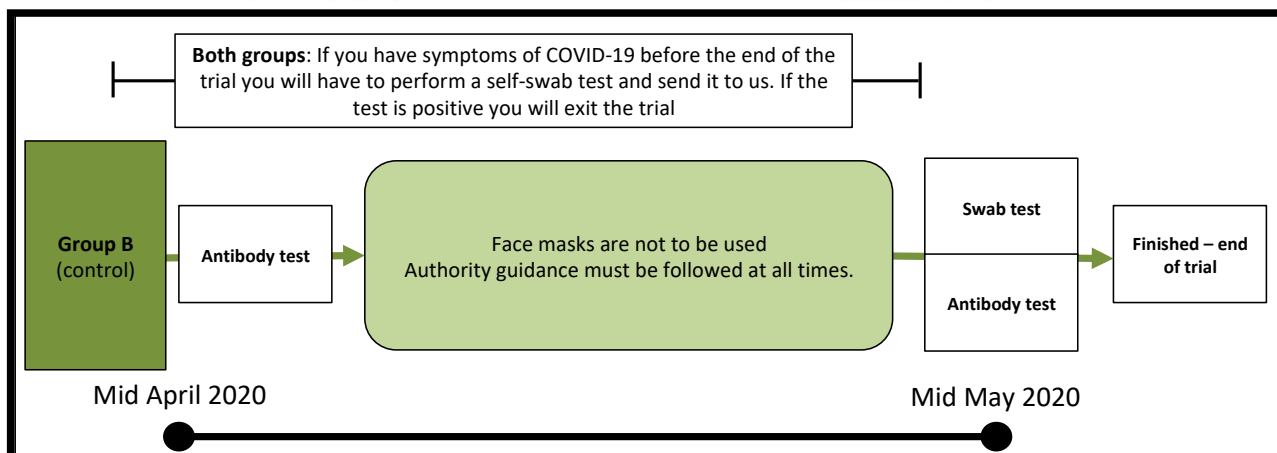 Both groups: If you have symptoms of COVID-19 before the end of the
trial you will have to perform a self-swab test and send it to us. If the
test is positive you will exit the trial
Group B
(control)
Antibody test
Face masks are not to be used
Authority guidance must be followed at all times.
Swab test
Antibody test
Finished – end
of trial
Mid April 2020
Mid May 2020